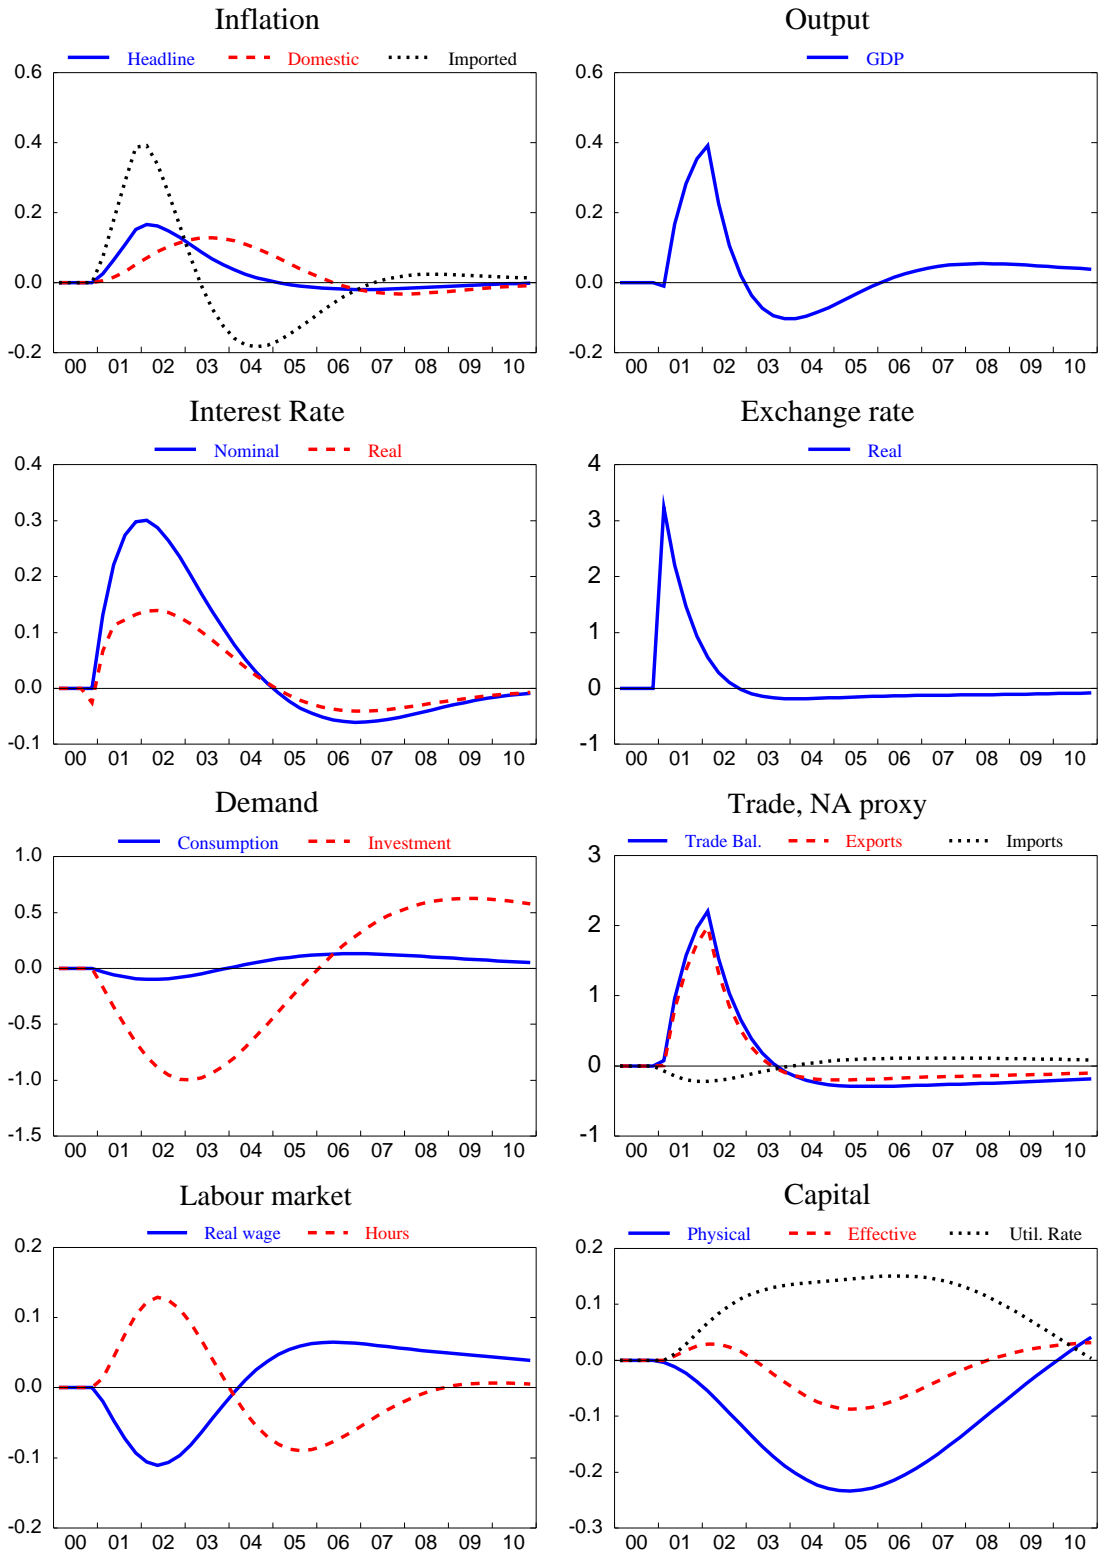 Inflation
Headline Domestic Imported
0.6
0.4
0.2
0.0
-0.2
00 01 02 03 04 05 06 07 08 09 10
Output
GDP
0.6
0.4
0.2
0.0
-0.2
00 01 02 03 04 05 06 07 08 09 10
Interest Rate
Nominal Real
0.4
0.3
0.2
0.1
0.0
-0.1
00 01 02 03 04 05 06 07 08 09 10
Exchange rate
Real
4
3
2
1
0
-1
00 01 02 03 04 05 06 07 08 09 10
Demand
Consumption Investment
1.0
0.5
0.0
-0.5
-1.0
-1.5
00 01 02 03 04 05 06 07 08 09 10
Trade, NA proxy
Trade Bal. Exports Imports
3
2
1
0
-1
00 01 02 03 04 05 06 07 08 09 10
Labour market
Real wage Hours
0.2
0.1
0.0
-0.1
-0.2
00 01 02 03 04 05 06 07 08 09 10
Capital
Physical Effective Util. Rate
0.2
0.1
0.0
-0.1
-0.2
-0.3
00 01 02 03 04 05 06 07 08 09 10